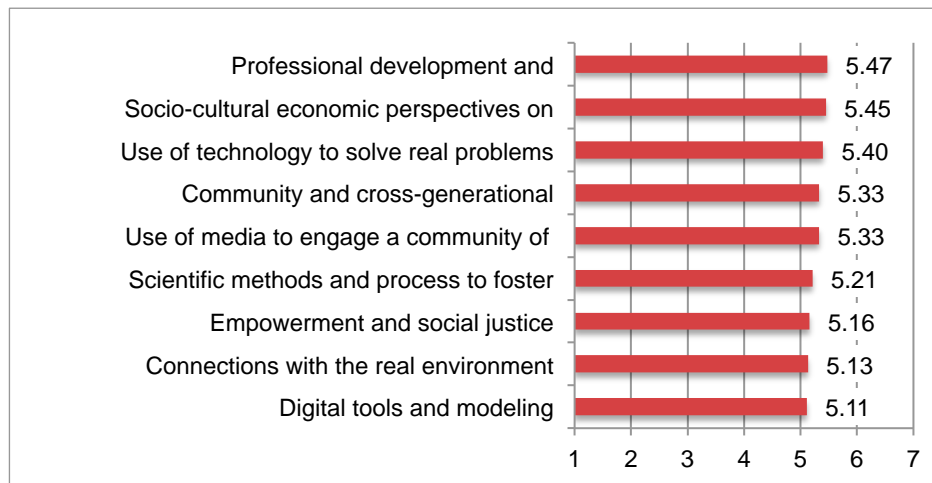 Professional development and 5.47
Socio-cultural economic perspectives on 5.45
Use of technology to solve real problems 5.40
Community and cross-generational 5.33
Use of media to engage a community of 5.33
Scientific methods and process to foster 5.21
Empowerment and social justice 5.16
Connections with the real environment 5.13
Digital tools and modeling 5.11
1 2 3 4 5 6 7